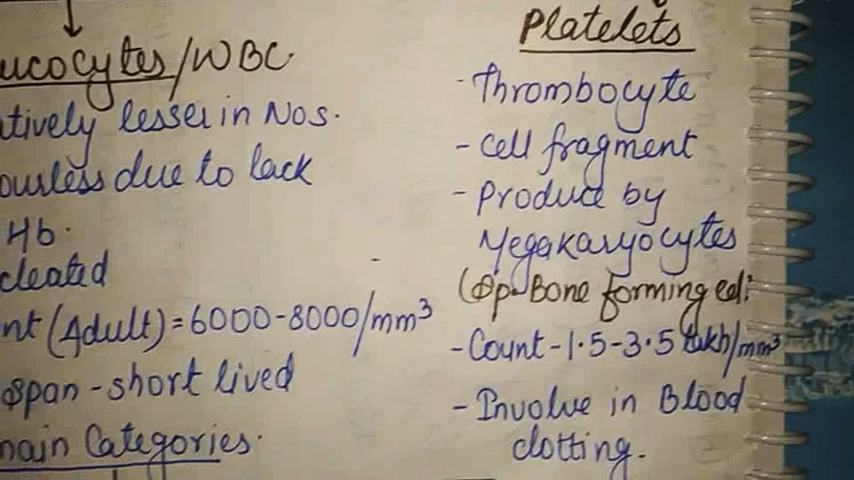 ucocytes/WBC.
atively lesser in Nos.
ourless due to lack
Hb.
cleated
nt (Adult) = 6000-8000/mm³
span - short lived
main Categories.
Platelets
- Thrombocyte
- Cell fragment
- Produce by
Megakaryocytes
(Sp- Bone forming cell
- Count - 1.5-3.5 lakh/mm³
- Involve in Blood
clotting.